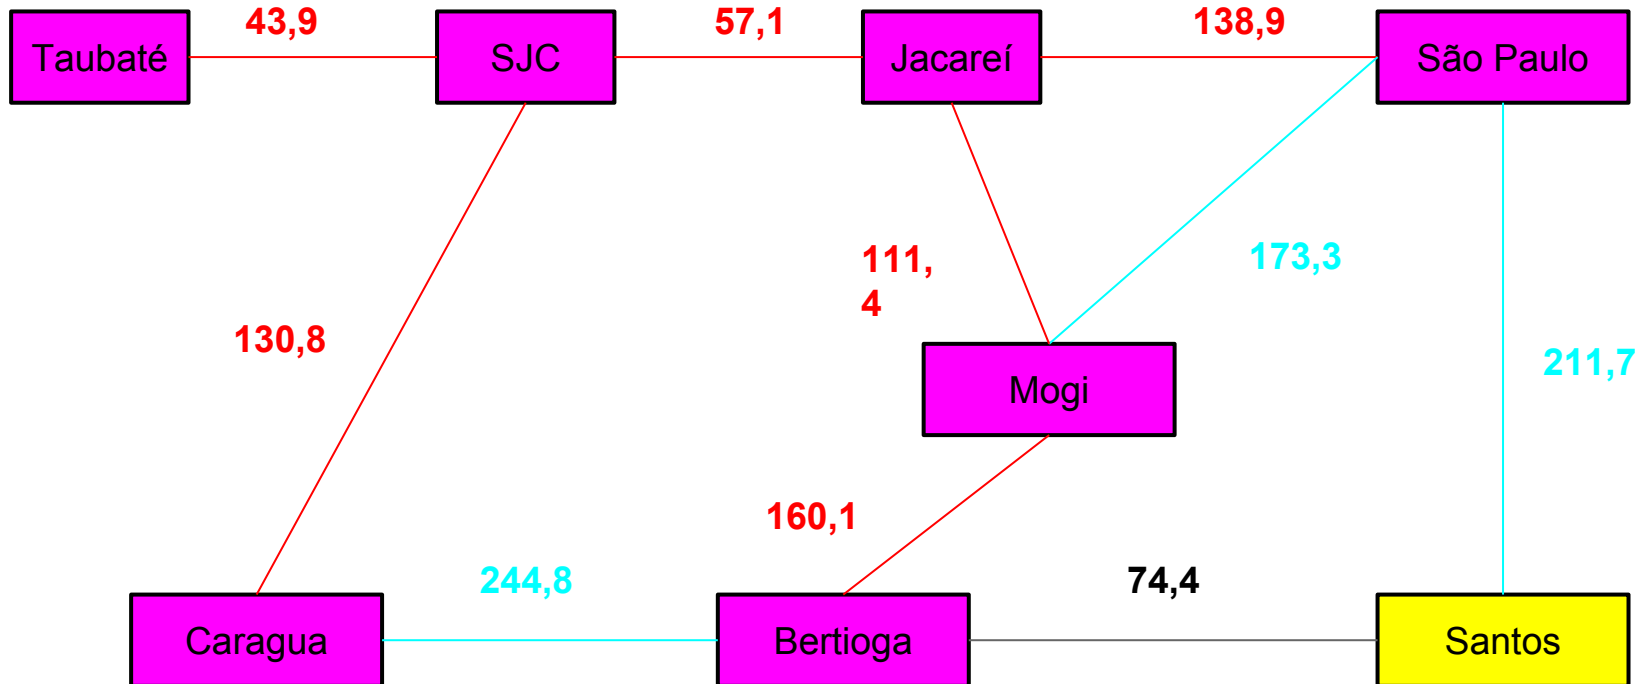 43,9
57,1
138,9
Taubaté
SJC
Jacareí
São Paulo
111,
4
173,3
130,8
211,7
Mogi
160,1
244,8
74,4
Caragua
Bertioga
Santos